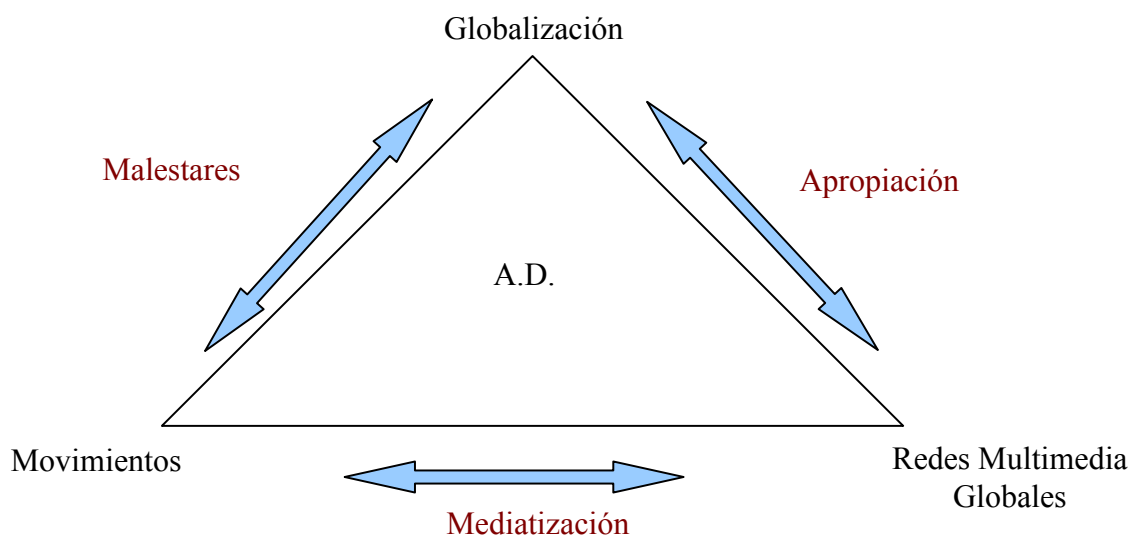 Globalización
Malestares
Apropiación
A.D.
Movimientos
Redes Multimedia
Globales
Mediatización